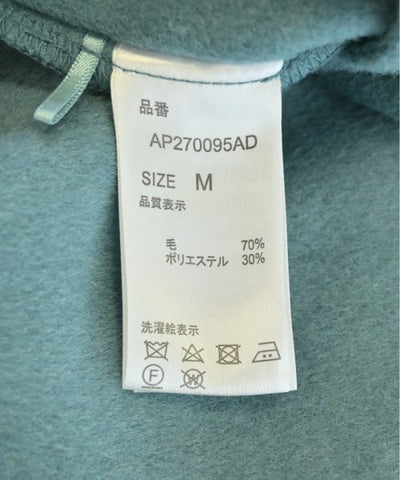 品番
AP270095AD
SIZE M
品質表示
毛 70%
ポリエステル 30%
洗濯絵表示
F W